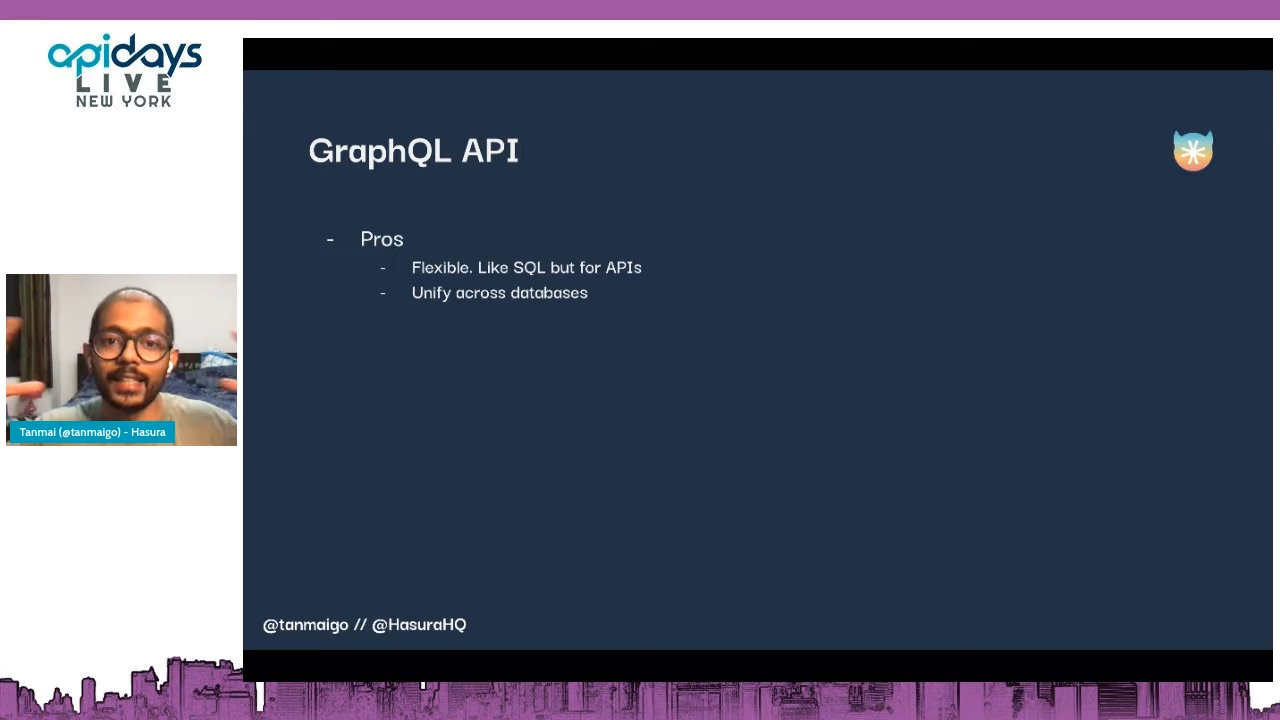 apidays
LIVE
NEW YORK
GraphQL API
- Pros
- Flexible. Like SQL but for APIs
- Unify across databases
Tanmai (@tanmaigo) - Hasura
@tanmaigo // @HasuraHQ